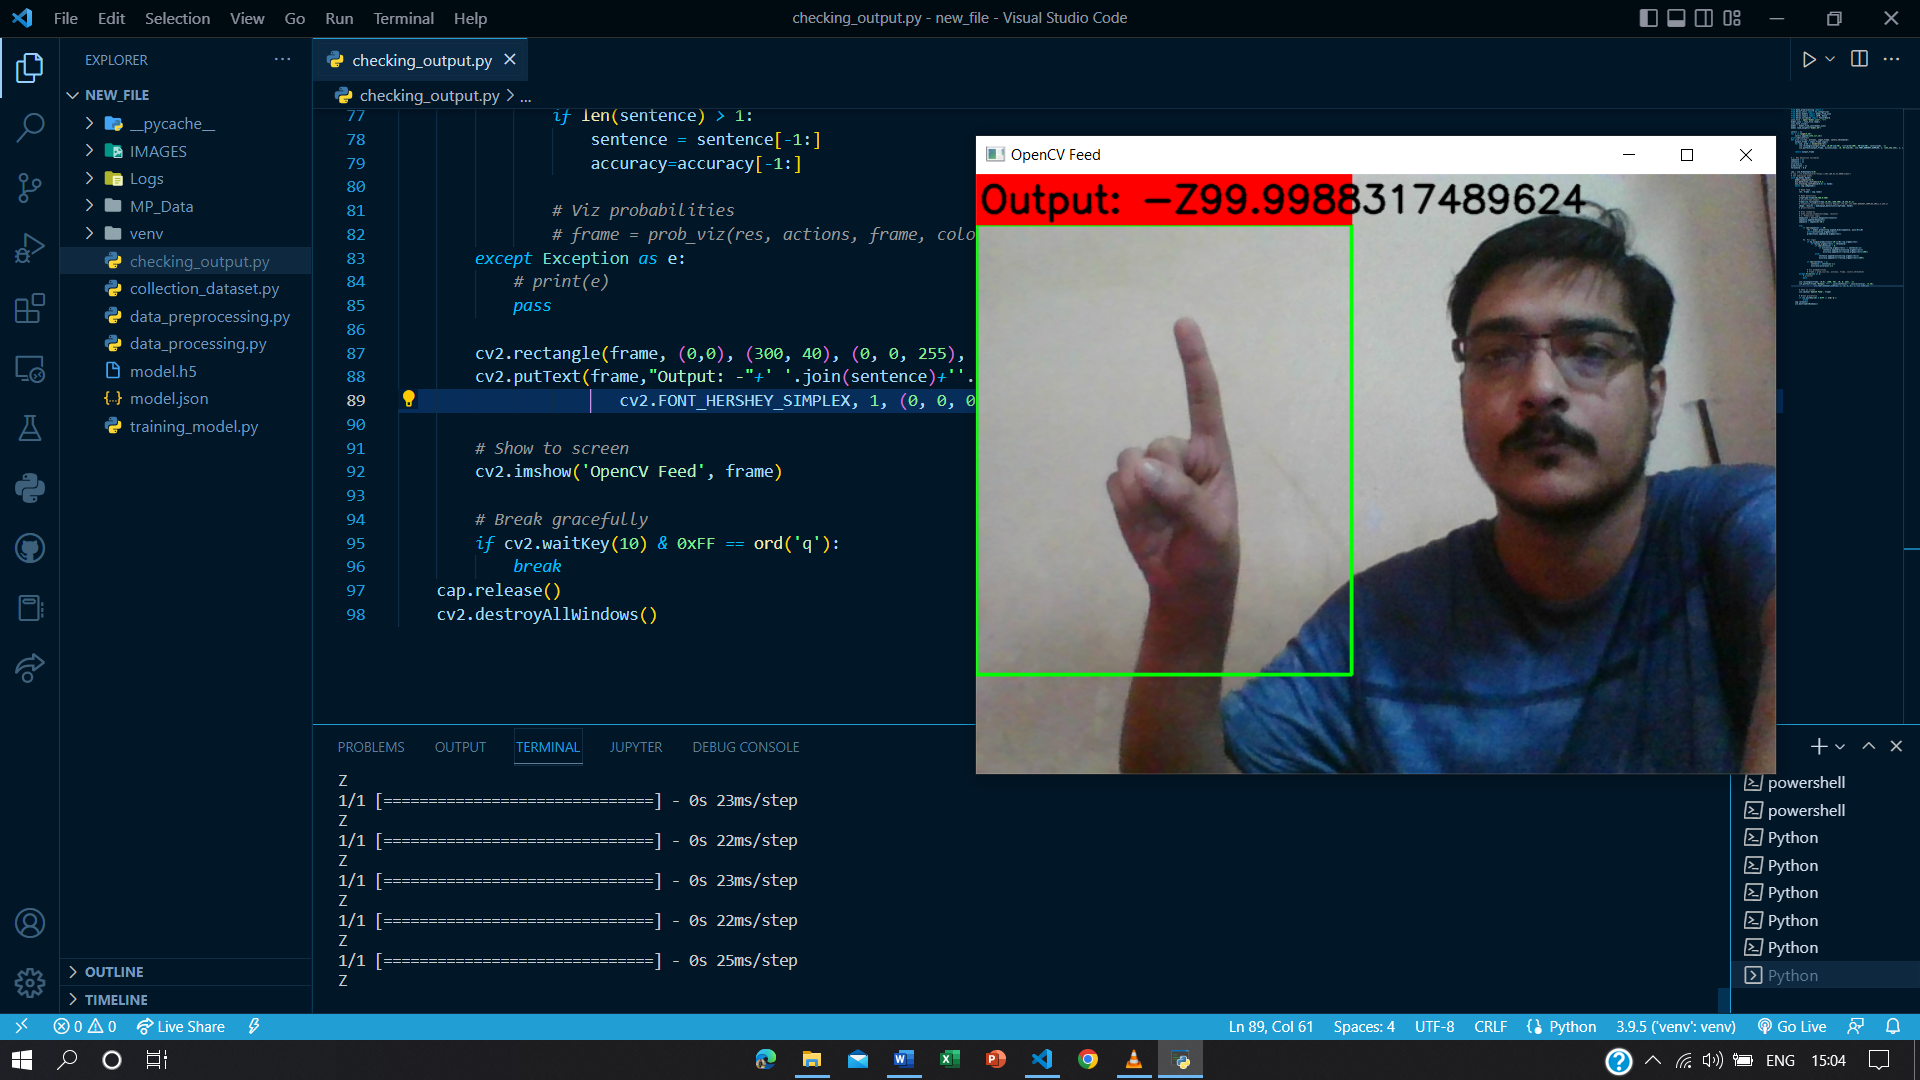 File Edit Selection View Go Run Terminal Help
checking_output.py - new_file - Visual Studio Code
EXPLORER
NEW_FILE
__pycache__
IMAGES
Logs
MP_Data
venv
checking_output.py
collection_dataset.py
data_preprocessing.py
data_processing.py
model.h5
model.json
training_model.py
OUTLINE
TIMELINE
checking_output.py
checking_output.py > ...
77 if len(sentence) > 1:
78 sentence = sentence[-1:]
79 accuracy=accuracy[-1:]
80
81 # Viz probabilities
82 # frame = prob_viz(res, actions, frame, colo
83 except Exception as e:
84 # print(e)
85 pass
86
87 cv2.rectangle(frame, (0,0), (300, 40), (0, 0, 255),
88 cv2.putText(frame,"Output: -"+' '.join(sentence)+''.
89 cv2.FONT_HERSHEY_SIMPLEX, 1, (0, 0, 0
90
91 # Show to screen
92 cv2.imshow('OpenCV Feed', frame)
93
94 # Break gracefully
95 if cv2.waitKey(10) & 0xFF == ord('q'):
96 break
97 cap.release()
98 cv2.destroyAllWindows()
OpenCV Feed
Output: -Z99.9988317489624
PROBLEMS OUTPUT TERMINAL JUPYTER DEBUG CONSOLE
Z
1/1 [==============================] - 0s 23ms/step
Z
1/1 [==============================] - 0s 22ms/step
Z
1/1 [==============================] - 0s 23ms/step
Z
1/1 [==============================] - 0s 22ms/step
Z
1/1 [==============================] - 0s 25ms/step
Z
powershell
powershell
Python
Python
Python
Python
Python
Python
0 0 Live Share
Ln 89, Col 61 Spaces: 4 UTF-8 CRLF Python 3.9.5 ('venv': venv) Go Live
ENG 15:04